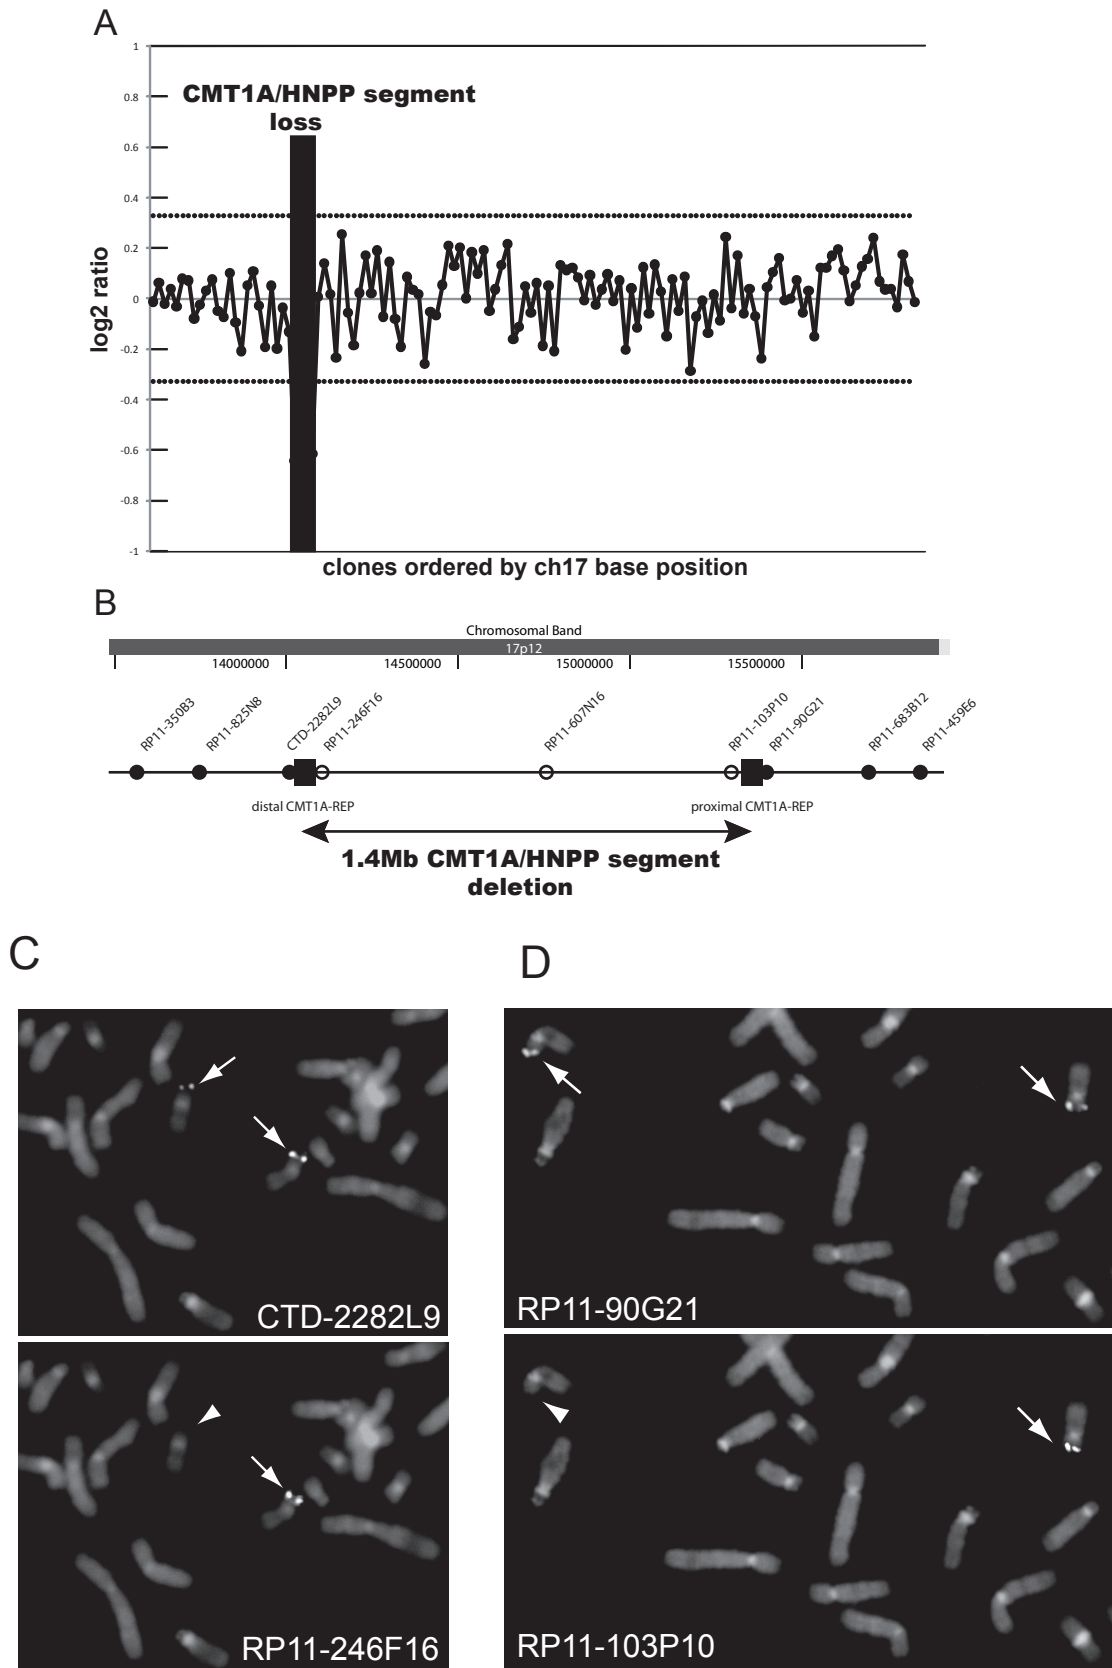 A
1
0.8
0.6
0.4
0.2
0
-0.2
-0.4
-0.6
-0.8
-1
log2 ratio
CMT1A/HNPP segment
loss
clones ordered by ch17 base position
B
Chromosomal Band
17p12
14000000 14500000 15000000 15500000
RP11-350B3 RP11-825N8 CTD-2282L9 RP11-246F16 RP11-607N16 RP11-103P10 RP11-90G21 RP11-683B12 RP11-459E6
distal CMT1A-REP proximal CMT1A-REP
1.4Mb CMT1A/HNPP segment
deletion
C
CTD-2282L9
RP11-246F16
D
RP11-90G21
RP11-103P10